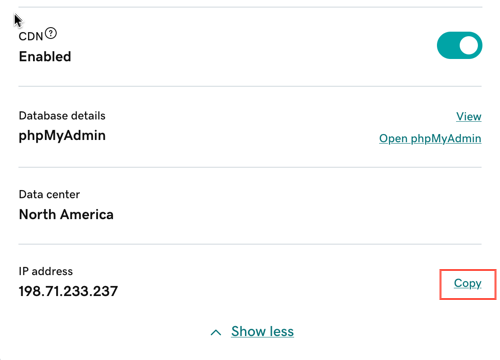 CDN
Enabled
Database details
View
phpMyAdmin
Open phpMyAdmin
Data center
North America
IP address
198.71.233.237
Copy
Show less